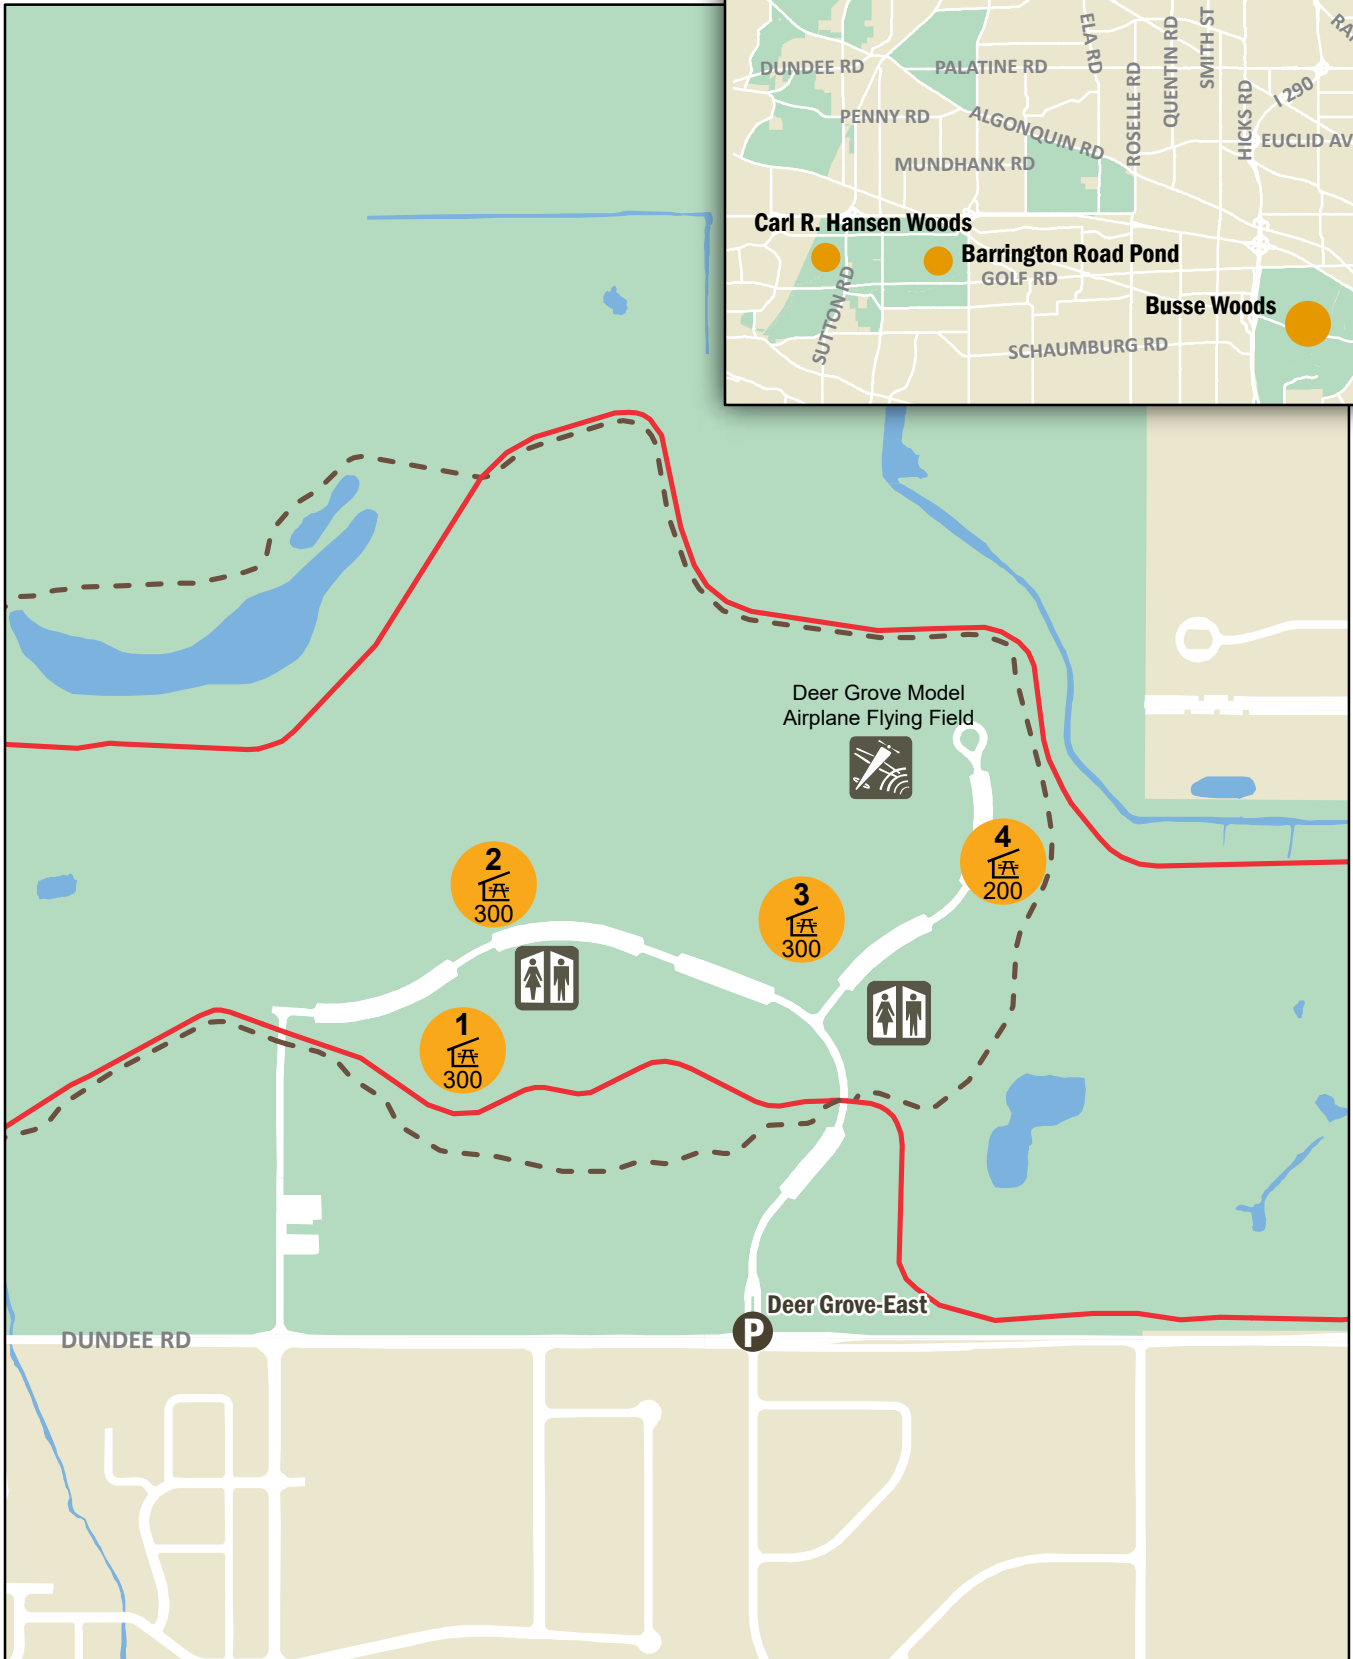 ELA RD
QUENTIN RD
SMITH ST
DUNDEE RD
PALATINE RD
ROSELLE RD
I 290
HICKS RD
PENNY RD
ALGONQUIN RD
EUCLID AV
MUNDHANK RD
Carl R. Hansen Woods
Barrington Road Pond
GOLF RD
SUTTON RD
Busse Woods
SCHAUMBURG RD
Deer Grove Model
Airplane Flying Field
2
300
4
200
3
300
1
300
Deer Grove-East
P
DUNDEE RD